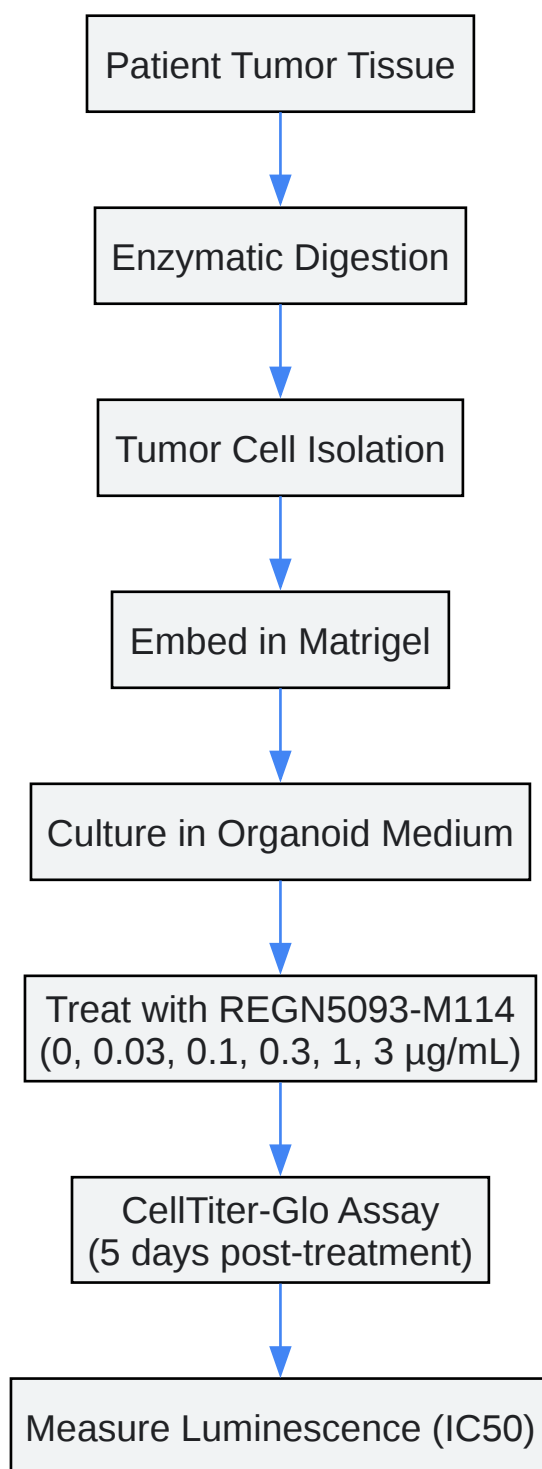 Patient Tumor Tissue
Enzymatic Digestion
Tumor Cell Isolation
Embed in Matrigel
Culture in Organoid Medium
Treat with REGN5093-M114
(0, 0.03, 0.1, 0.3, 1, 3 µg/mL)
CellTiter-Glo Assay
(5 days post-treatment)
Measure Luminescence (IC50)